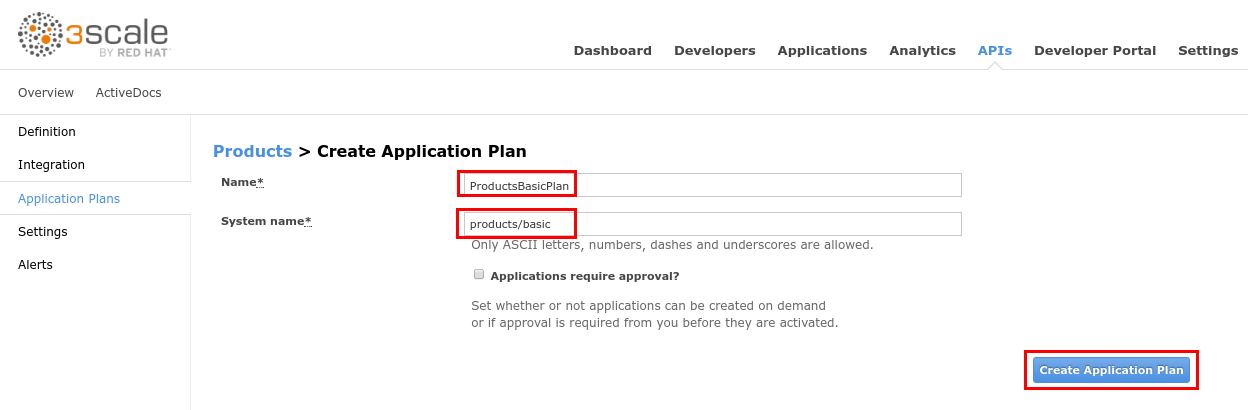 3scale
BY RED HAT
Dashboard Developers Applications Analytics APIs Developer Portal Settings
Overview ActiveDocs
Definition
Integration
Application Plans
Settings
Alerts
Products > Create Application Plan
Name*
ProductsBasicPlan
System name*
products/basic
Only ASCII letters, numbers, dashes and underscores are allowed.
Applications require approval?
Set whether or not applications can be created on demand
or if approval is required from you before they are activated.
Create Application Plan